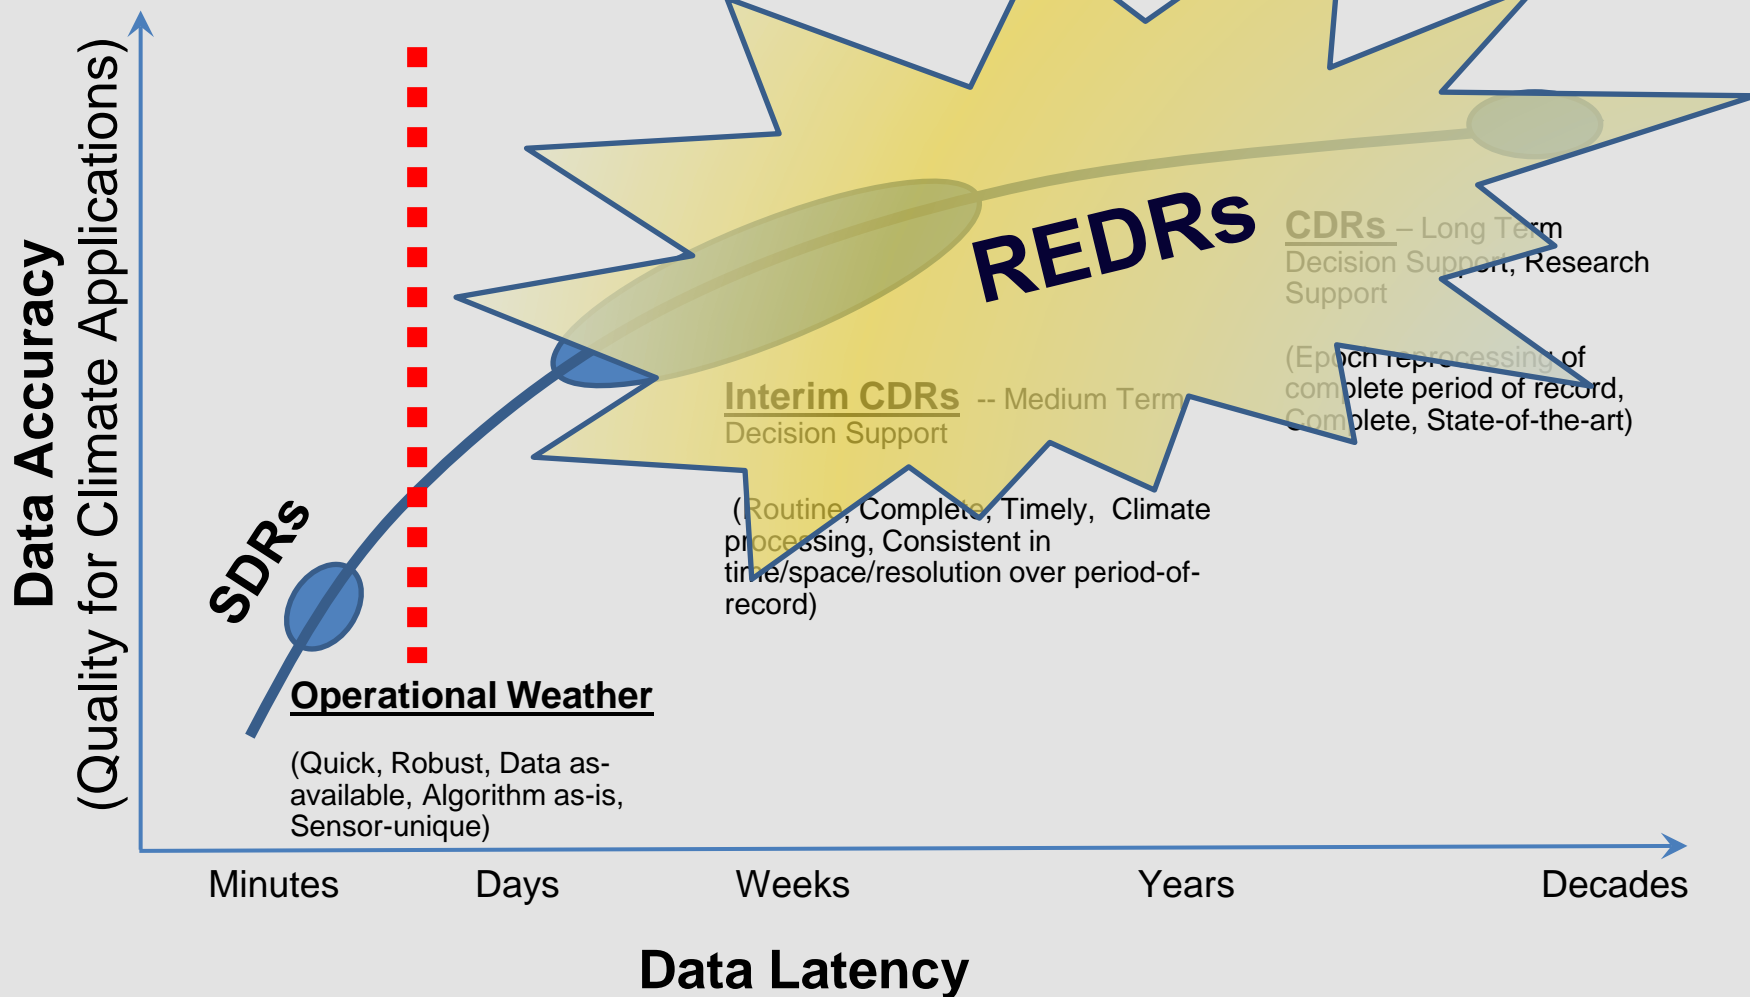 Data Accuracy
(Quality for Climate Applications)
REDRs
CDRs – Long Term
Decision Support, Research
Support
(Epoch reprocessing of
complete period of record,
Complete, State-of-the-art)
Interim CDRs -- Medium Term
Decision Support
(Routine, Complete, Timely, Climate
processing, Consistent in
time/space/resolution over period-of-
record)
SDRs
Operational Weather
(Quick, Robust, Data as-
available, Algorithm as-is,
Sensor-unique)
Minutes Days Weeks Years Decades
Data Latency